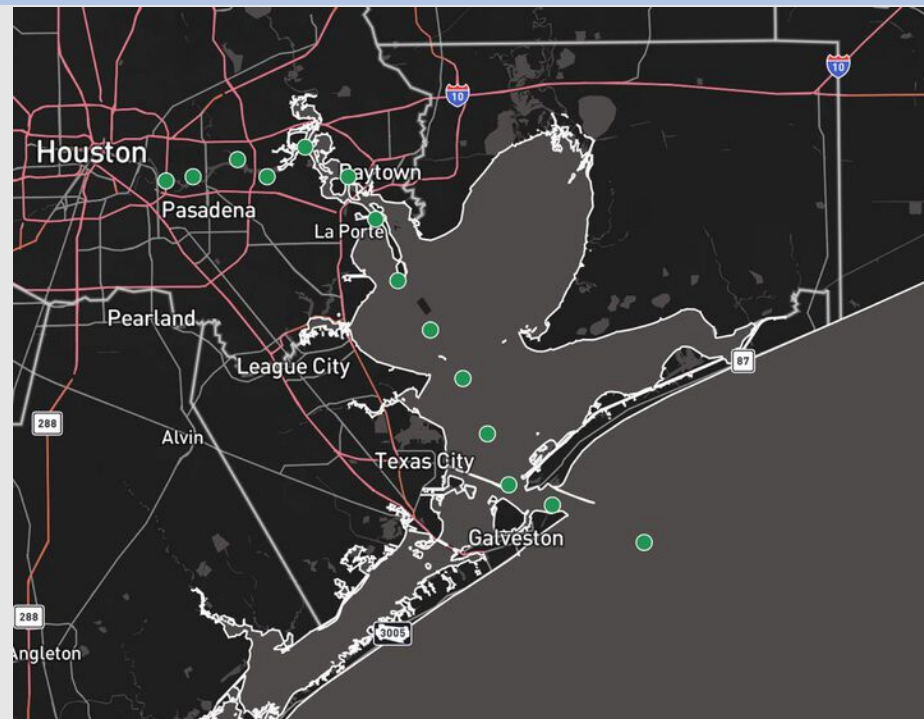 10
10
Houston
Baytown
Pasadena
La Porte
Pearland
League City
87
288
Alvin
Texas City
Galveston
288
3005
Angleton